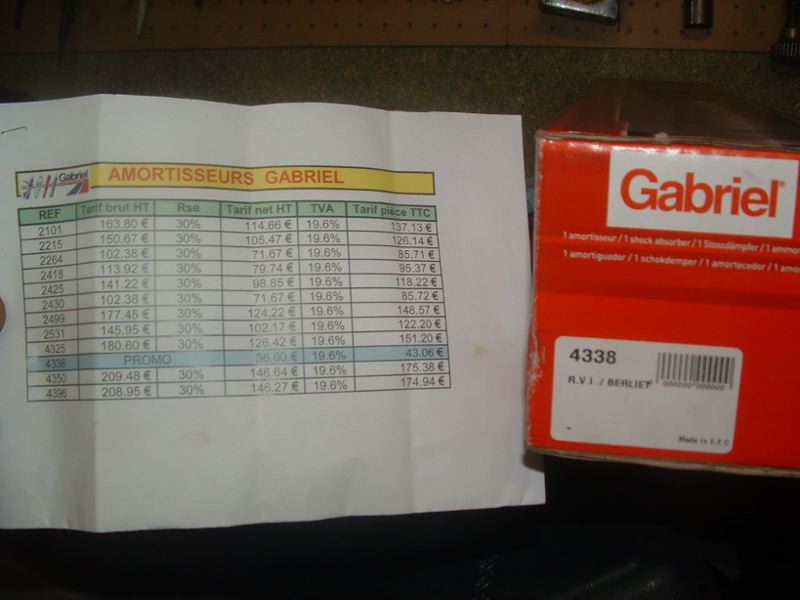 Gabriel
AMORTISSEURS GABRIEL
REF Tarif brut HT Rse Tarif net HT TVA Tarif pièce TTC
2101 163.80 € 30% 114.66 € 19.6% 137.13 €
2215 150.67 € 30% 105.47 € 19.6% 126.14 €
2264 102.38 € 30% 71.67 € 19.6% 85.71 €
2418 113.92 € 30% 79.74 € 19.6% 95.37 €
2425 141.22 € 30% 98.85 € 19.6% 118.22 €
2430 102.38 € 30% 71.67 € 19.6% 85.72 €
2499 177.45 € 30% 124.22 € 19.6% 148.57 €
2531 145.95 € 30% 102.17 € 19.6% 122.20 €
4325 180.60 € 30% 126.42 € 19.6% 151.20 €
4338 PROMO 36.00 € 19.6% 43.06 €
4350 209.48 € 30% 146.64 € 19.6% 175.38 €
4396 208.95 € 30% 146.27 € 19.6% 174.94 €
Gabriel®
1 amortisseur / 1 shock absorber / 1 Stossdämpfer / 1 ammo
1 amortiguador / 1 schokdemper / 1 amortecedor / 1 amo
4338
R.V.I. / BERLIET
Made in E.E.C.